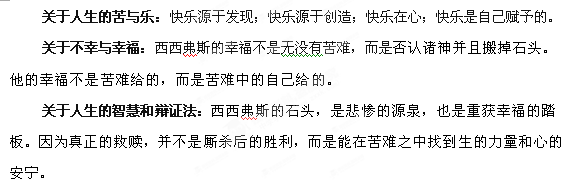 关于人生的苦与乐：快乐源于发现；快乐源于创造；快乐在心；快乐是自己赋予的。
关于不幸与幸福：西西弗斯的幸福不是无没有苦难，而是否认诸神并且搬掉石头。
他的幸福不是苦难给的，而是苦难中的自己给的。
关于人生的智慧和辩证法：西西弗斯的石头，是悲惨的源泉，也是重获幸福的踏
板。因为真正的救赎，并不是厮杀后的胜利，而是能在苦难之中找到生的力量和心的
安宁。